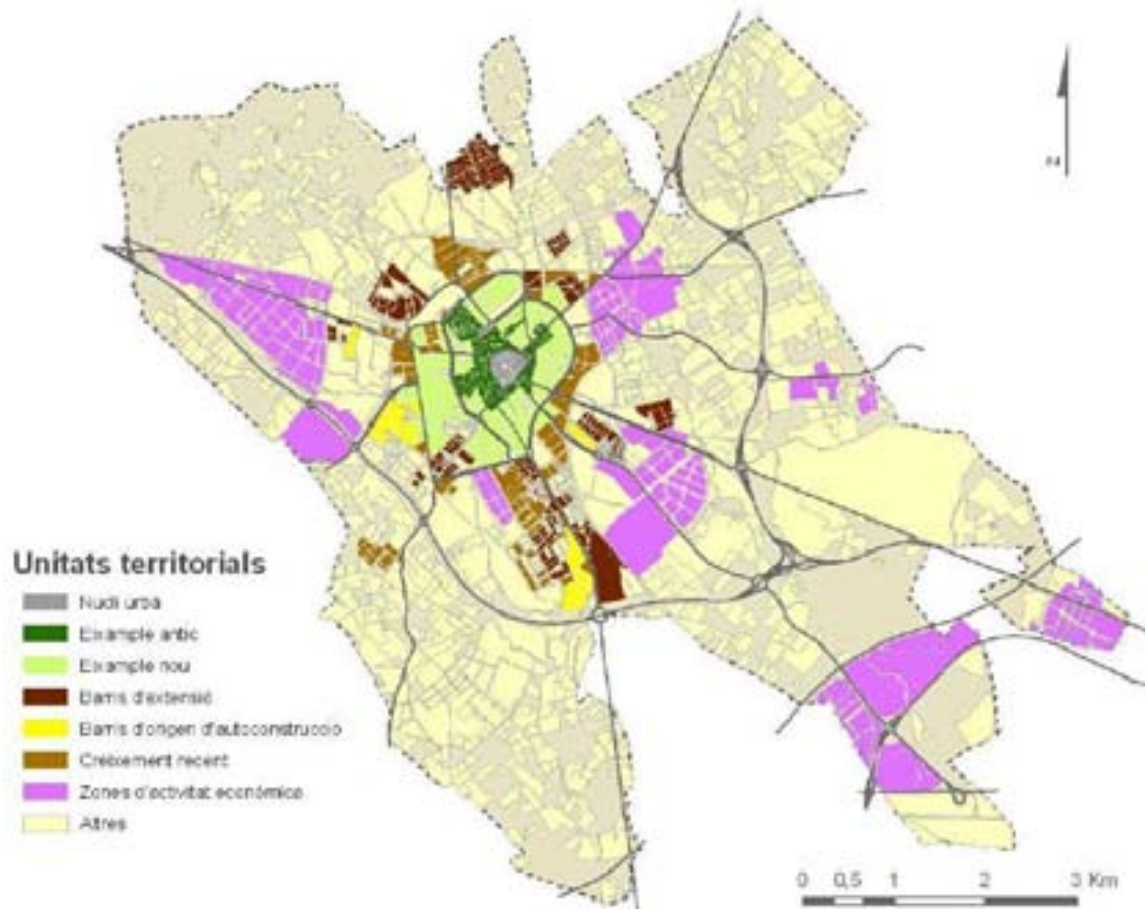 Unitats territorials
Nucli urbà
Eixample antic
Eixample nou
Barris d'extensió
Barris d'origen d'autoconstrucció
Creixement recent
Zones d'activitat econòmica
Altres
N
0 0,5 1 2 3 Km